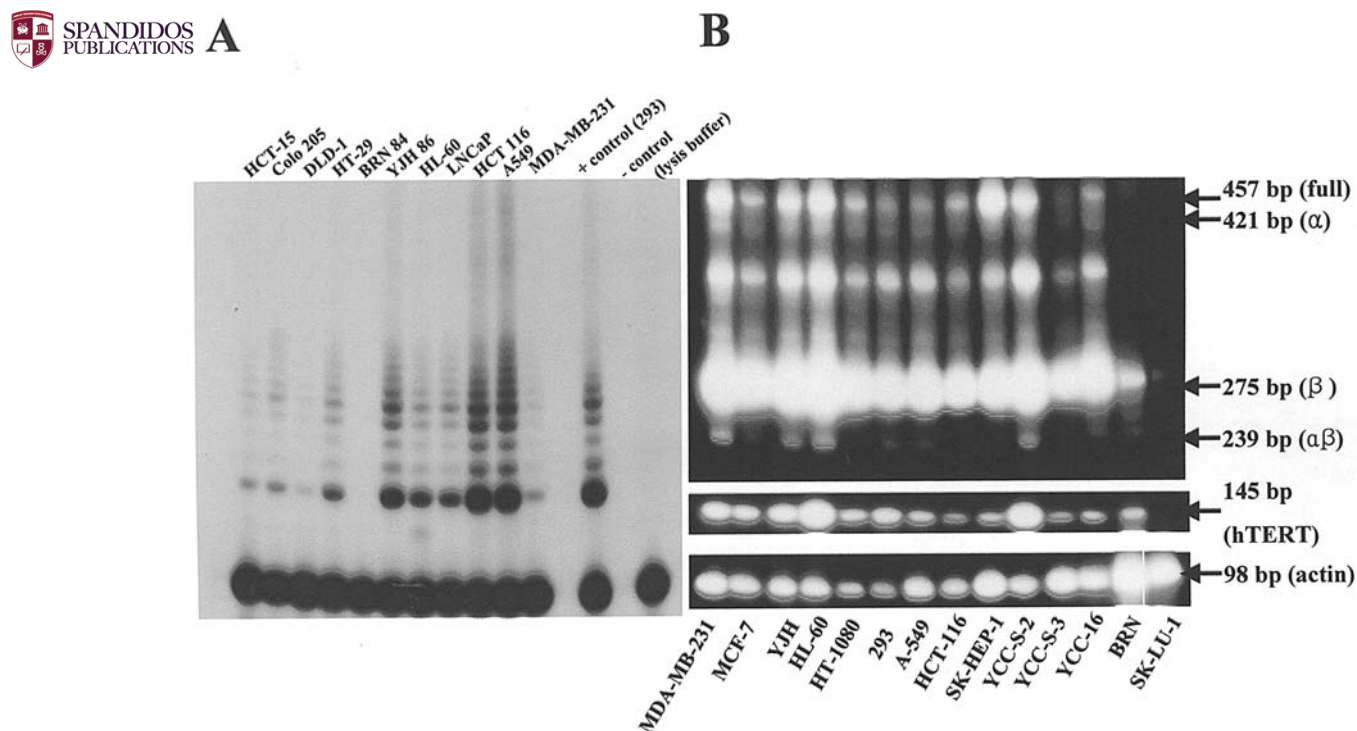 SPANDIDOS
PUBLICATIONS
A
B
HCT-15
Colo 205
DLD-1
HT-29
BRN 84
YJH 86
HL-60
LNCaP
HCT 116
A549
MDA-MB-231
+ control (293)
- control
(lysis buffer)
457 bp (full)
421 bp (α)
275 bp (β)
239 bp (αβ)
145 bp
(hTERT)
98 bp (actin)
MDA-MB-231
MCF-7
YJH
HL-60
HT-1080
293
A-549
HCT-116
SK-HEP-1
YCC-S-2
YCC-S-3
YCC-16
BRN
SK-LU-1